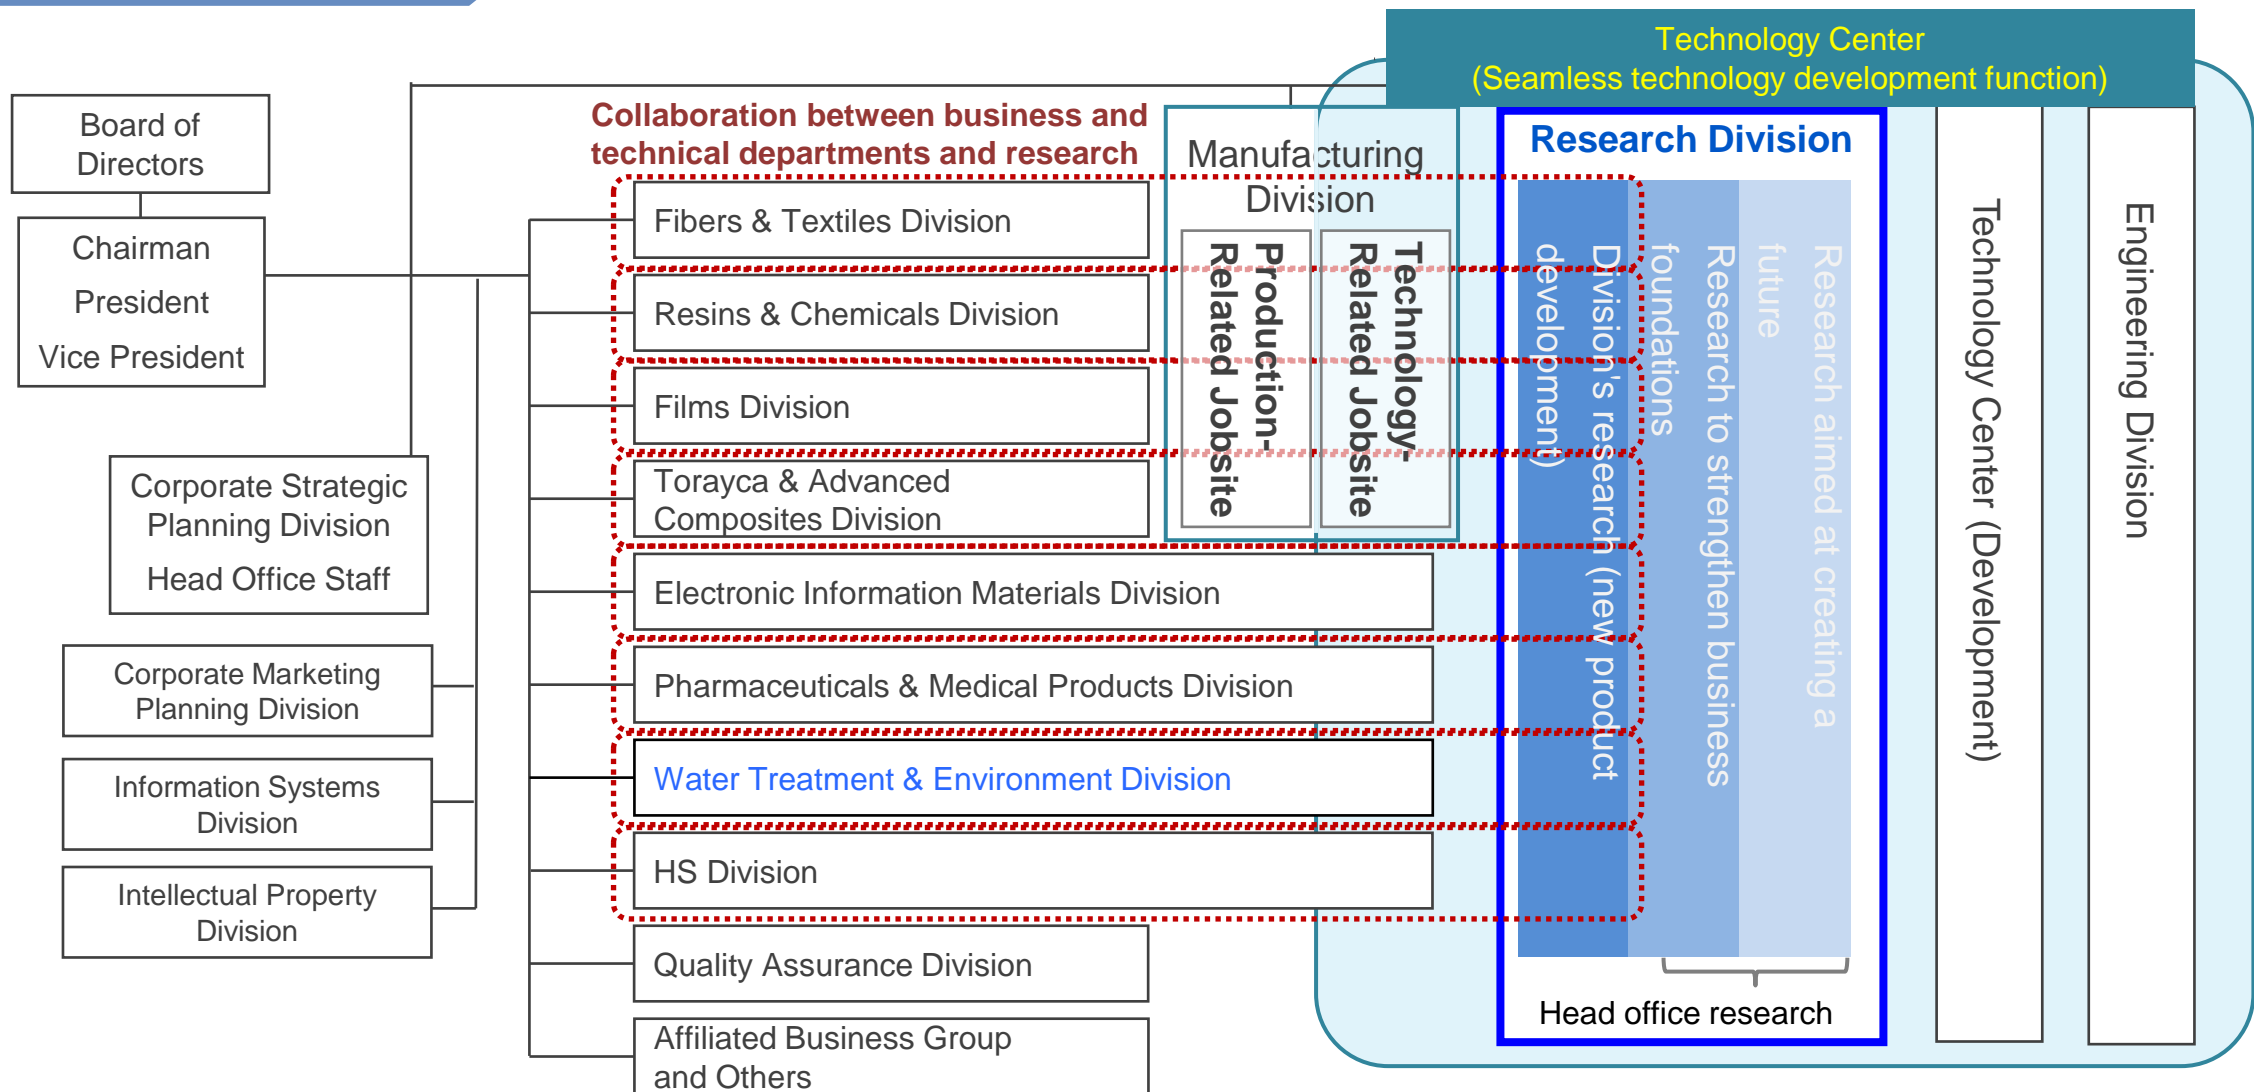 Technology Center
(Seamless technology development function)
Board of
Directors
Chairman
President
Vice President
Corporate Strategic
Planning Division
Head Office Staff
Corporate Marketing
Planning Division
Information Systems
Division
Intellectual Property
Division
Collaboration between business and
technical departments and research
Fibers & Textiles Division
Resins & Chemicals Division
Films Division
Torayca & Advanced
Composites Division
Electronic Information Materials Division
Pharmaceuticals & Medical Products Division
Water Treatment & Environment Division
HS Division
Quality Assurance Division
Affiliated Business Group
and Others
Manufacturing
Division
Production-
Related Jobsite
Technology-
Related Jobsite
Research Division
Division's research (new product
development)
Research to strengthen business
foundations
Research aimed at creating a
future
Head office research
Technology Center (Development)
Engineering Division